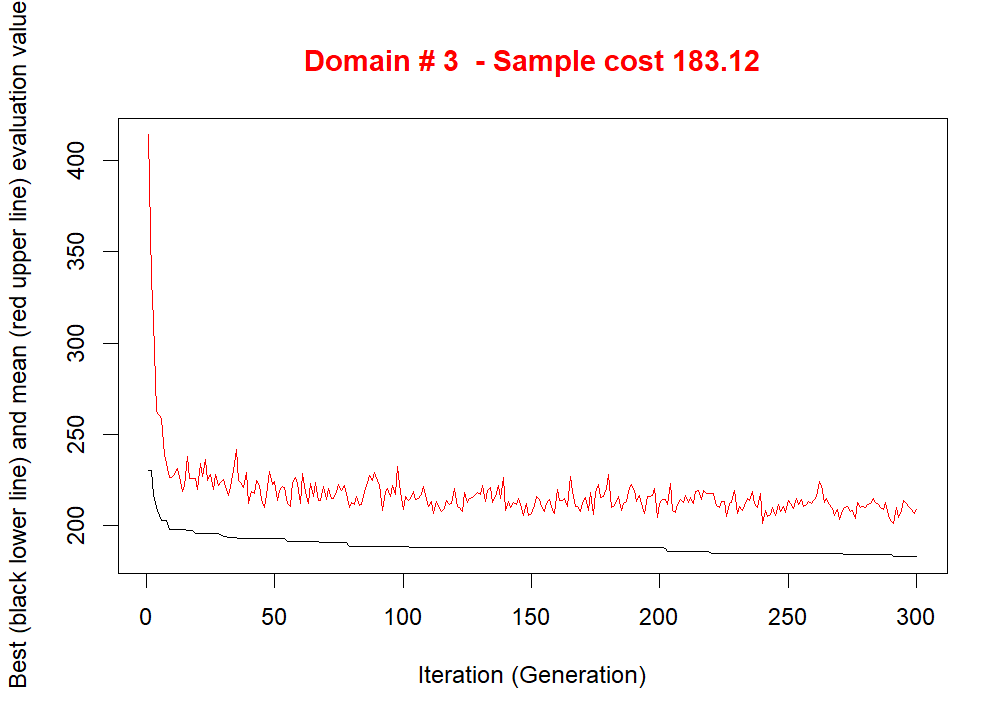 Domain # 3  - Sample cost 183.12
Best (black lower line) and mean (red upper line) evaluation value
400
350
300
250
200
0 50 100 150 200 250 300
Iteration (Generation)